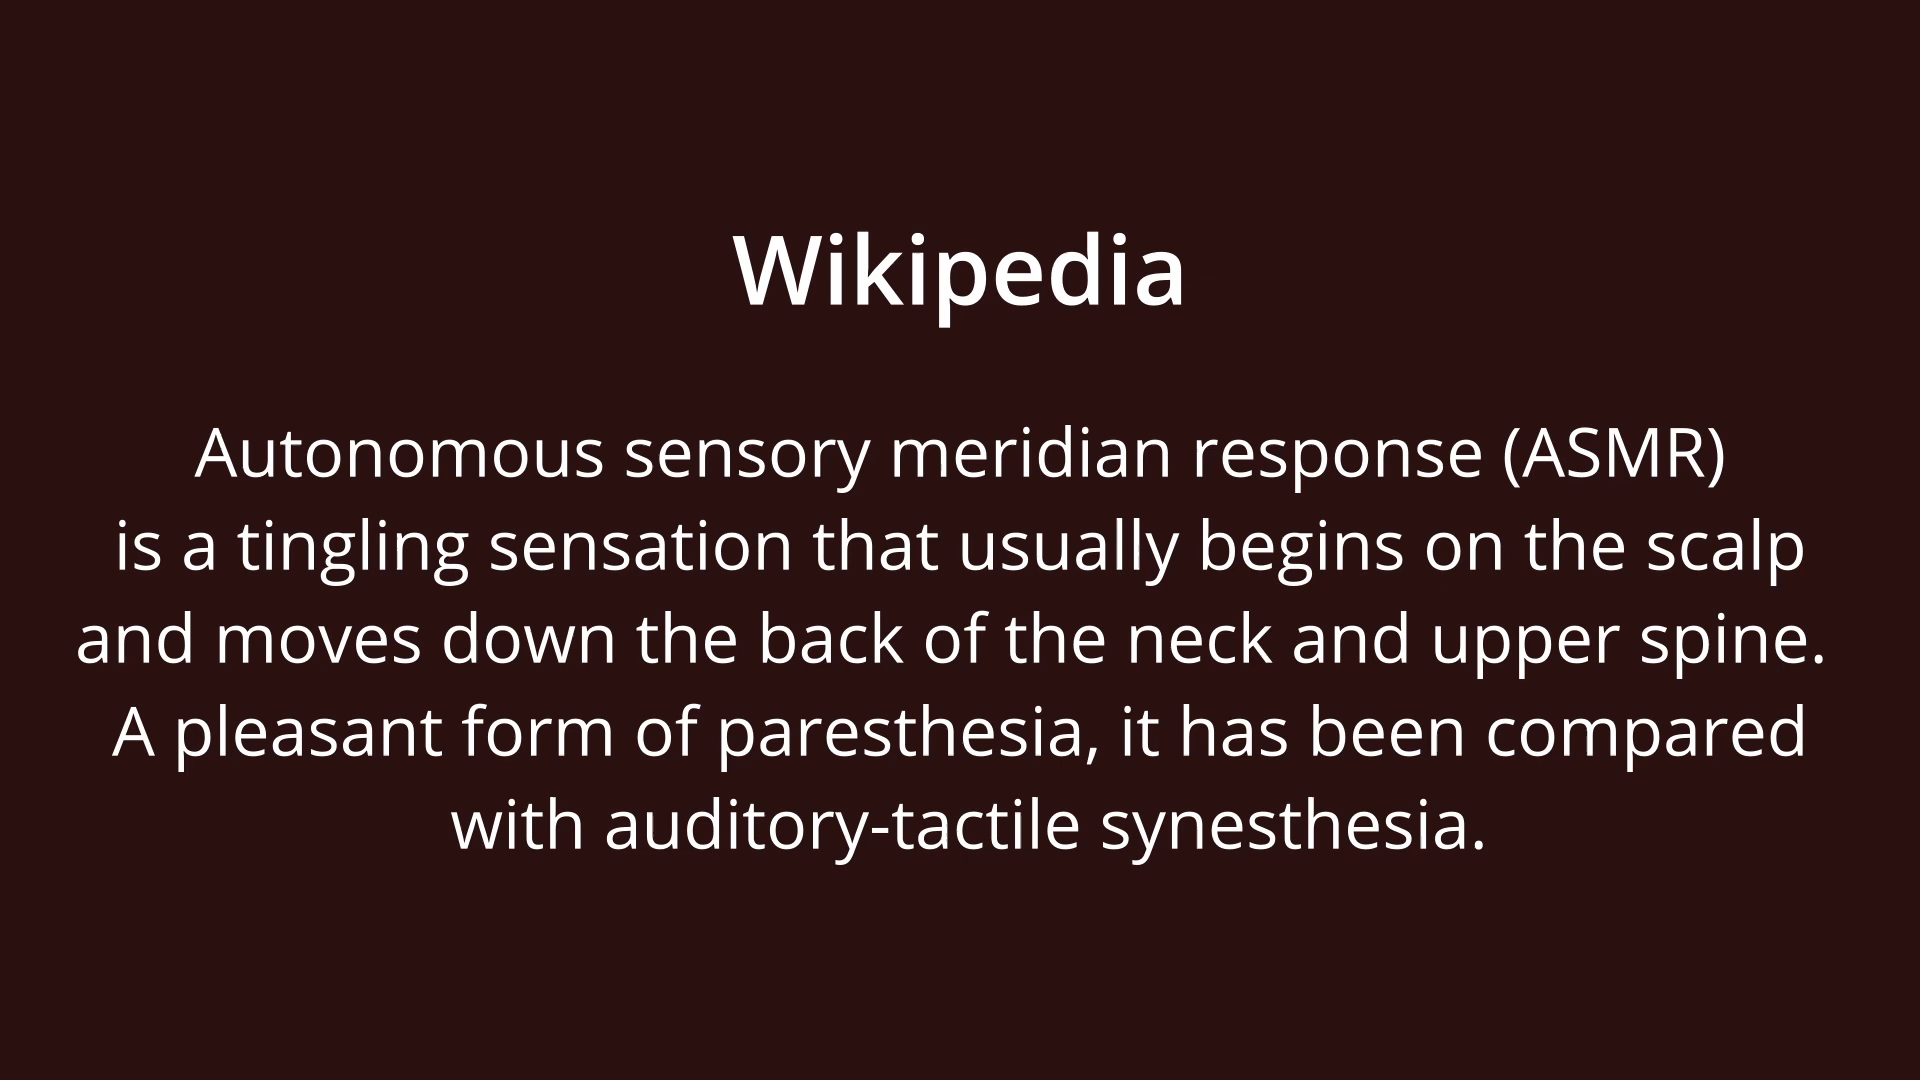 Wikipedia
Autonomous sensory meridian response (ASMR)
is a tingling sensation that usually begins on the scalp
and moves down the back of the neck and upper spine.
A pleasant form of paresthesia, it has been compared
with auditory-tactile synesthesia.